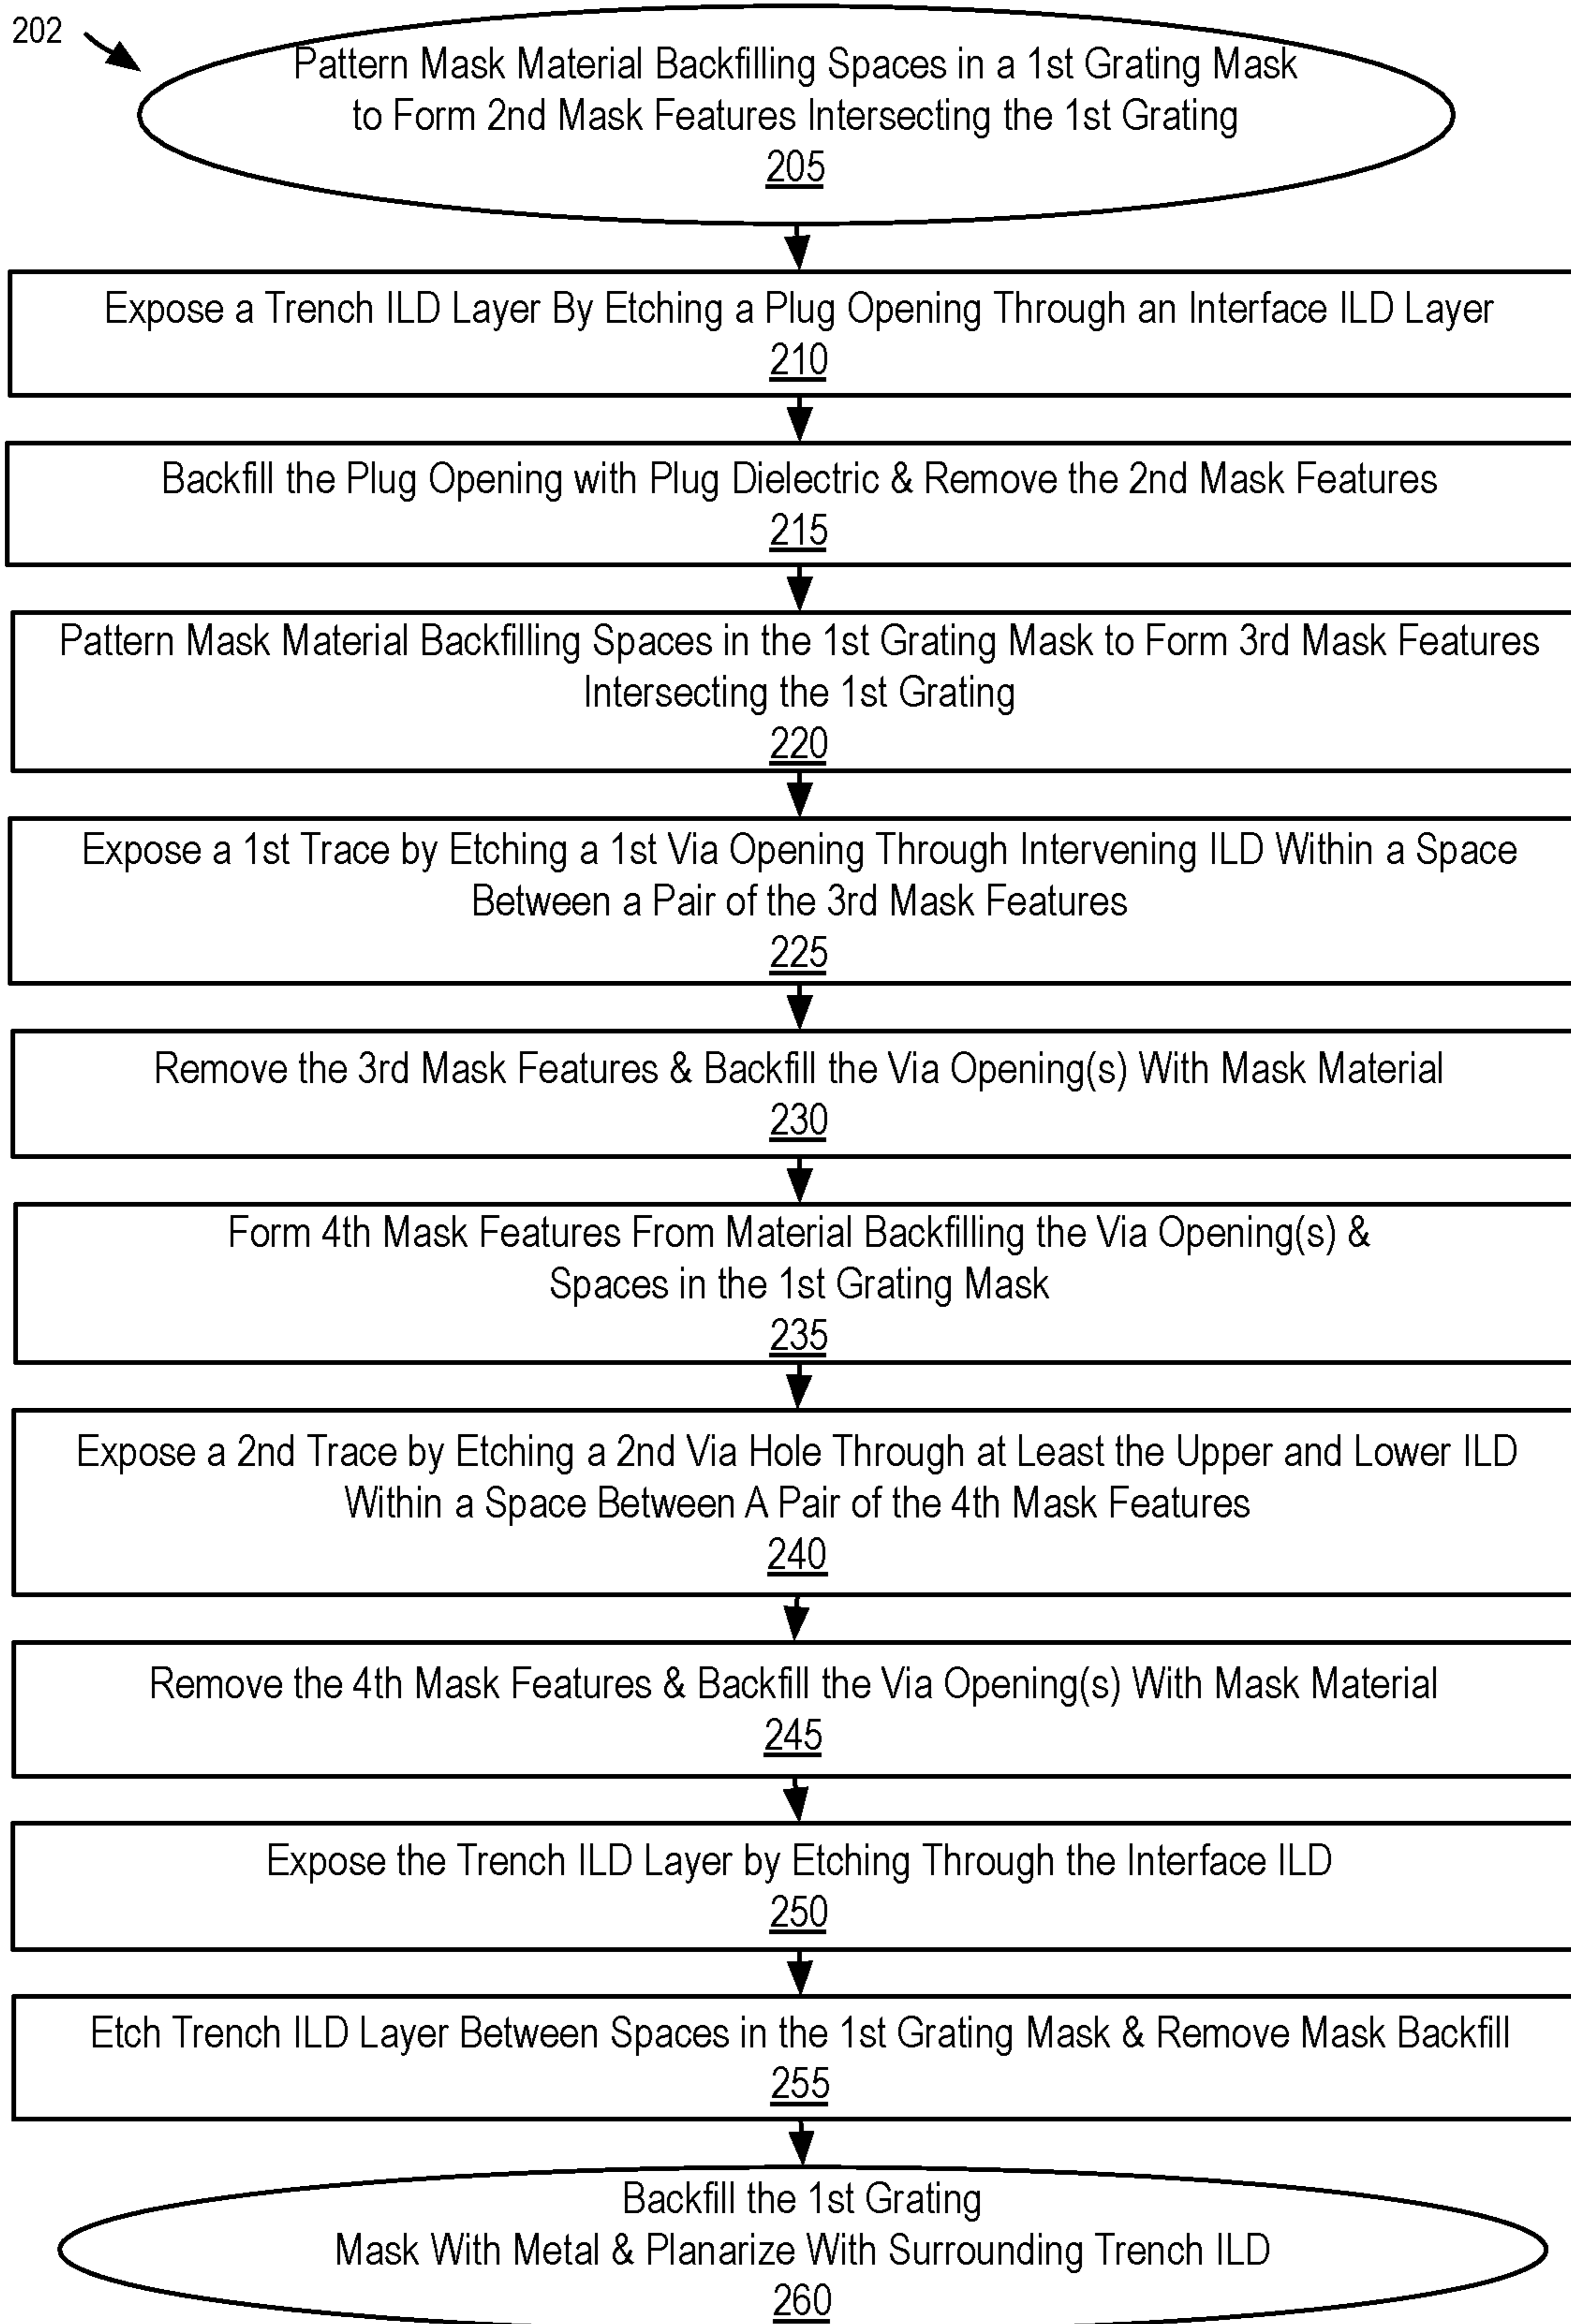 202
Pattern Mask Material Backfilling Spaces in a 1st Grating Mask
to Form 2nd Mask Features Intersecting the 1st Grating
205
Expose a Trench ILD Layer By Etching a Plug Opening Through an Interface ILD Layer
210
Backfill the Plug Opening with Plug Dielectric & Remove the 2nd Mask Features
215
Pattern Mask Material Backfilling Spaces in the 1st Grating Mask to Form 3rd Mask Features
Intersecting the 1st Grating
220
Expose a 1st Trace by Etching a 1st Via Opening Through Intervening ILD Within a Space
Between a Pair of the 3rd Mask Features
225
Remove the 3rd Mask Features & Backfill the Via Opening(s) With Mask Material
230
Form 4th Mask Features From Material Backfilling the Via Opening(s) &
Spaces in the 1st Grating Mask
235
Expose a 2nd Trace by Etching a 2nd Via Hole Through at Least the Upper and Lower ILD
Within a Space Between A Pair of the 4th Mask Features
240
Remove the 4th Mask Features & Backfill the Via Opening(s) With Mask Material
245
Expose the Trench ILD Layer by Etching Through the Interface ILD
250
Etch Trench ILD Layer Between Spaces in the 1st Grating Mask & Remove Mask Backfill
255
Backfill the 1st Grating
Mask With Metal & Planarize With Surrounding Trench ILD
260